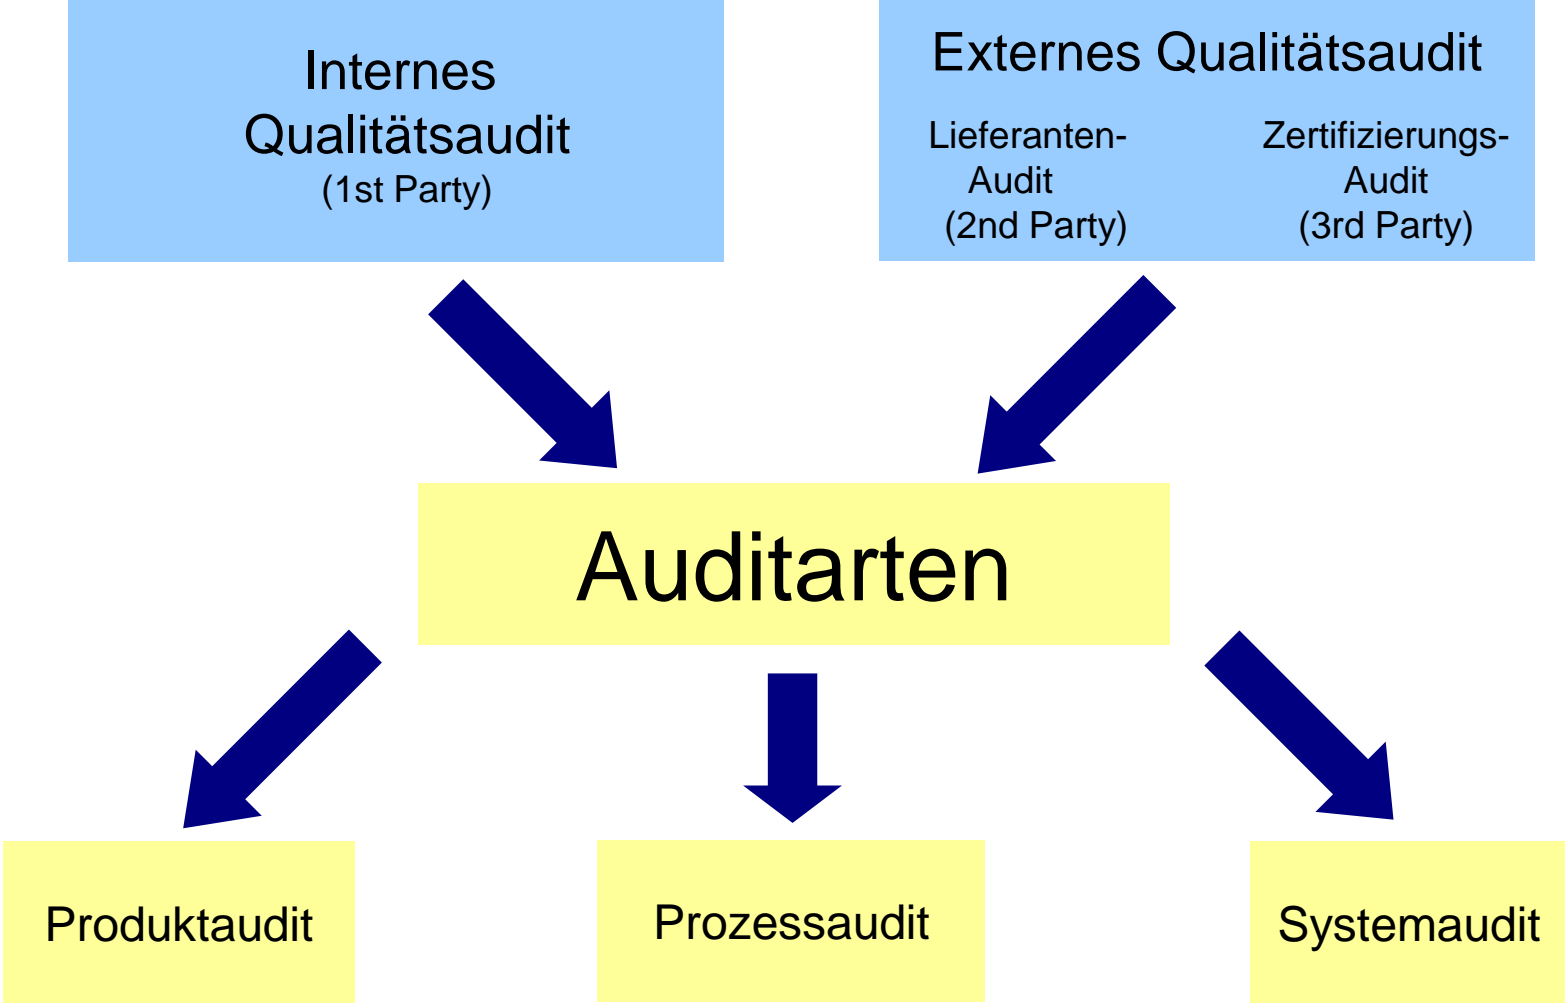 Internes
Qualitätsaudit
(1st Party)
Externes Qualitätsaudit
Lieferanten-
Audit
(2nd Party)
Zertifizierungs-
Audit
(3rd Party)
Auditarten
Produktaudit
Prozessaudit
Systemaudit